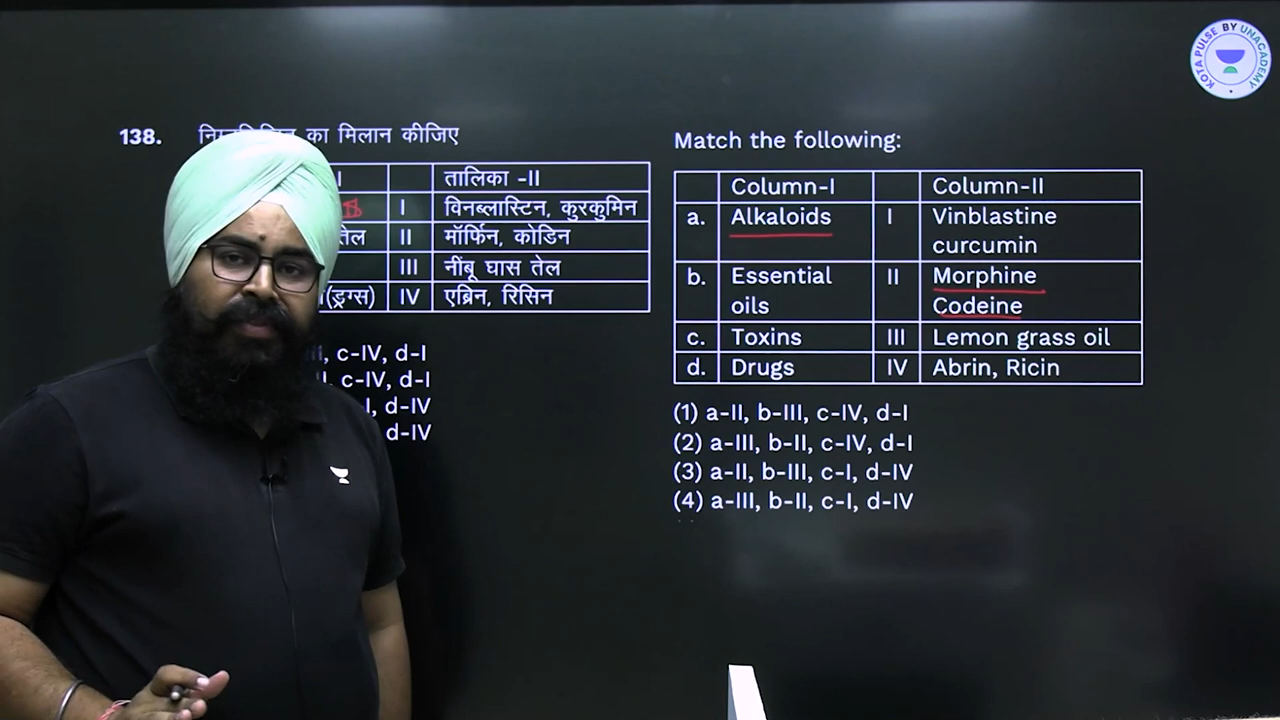 KOTA PULSE BY UNACADEMY
138. का मिलान कीजिए
I तालिका -II
I विनब्लास्टिन, कुरकुमिन
तेल II मॉर्फिन, कोडिन
III नींबू घास तेल
(ड्रग्स) IV एब्रिन, रिसिन
c-IV, d-I
c-IV, d-I
d-IV
d-IV
Match the following:
Column-I Column-II
a. Alkaloids I Vinblastine
curcumin
b. Essential II Morphine
oils Codeine
c. Toxins III Lemon grass oil
d. Drugs IV Abrin, Ricin
(1) a-II, b-III, c-IV, d-I
(2) a-III, b-II, c-IV, d-I
(3) a-II, b-III, c-I, d-IV
(4) a-III, b-II, c-I, d-IV